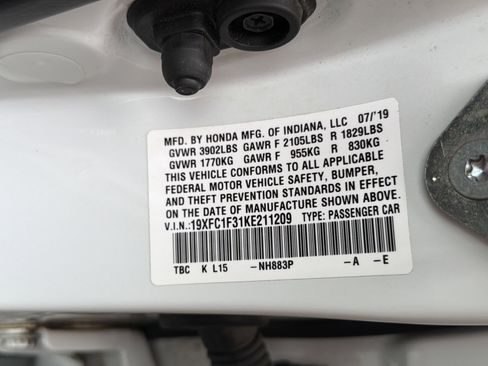 MFD. BY HONDA MFG. OF INDIANA, LLC 07/'19
GVWR 3902LBS GAWR F 2105LBS R 1829LBS
GVWR 1770KG GAWR F 955KG R 830KG
THIS VEHICLE CONFORMS TO ALL APPLICABLE
FEDERAL MOTOR VEHICLE SAFETY, BUMPER,
AND THEFT PREVENTION STANDARDS IN EFFECT
ON THE DATE OF MANUFACTURE SHOWN ABOVE.
V.I.N.: 19XFC1F31KE211209 TYPE: PASSENGER CAR
TBC K L15 -NH883P -A -E